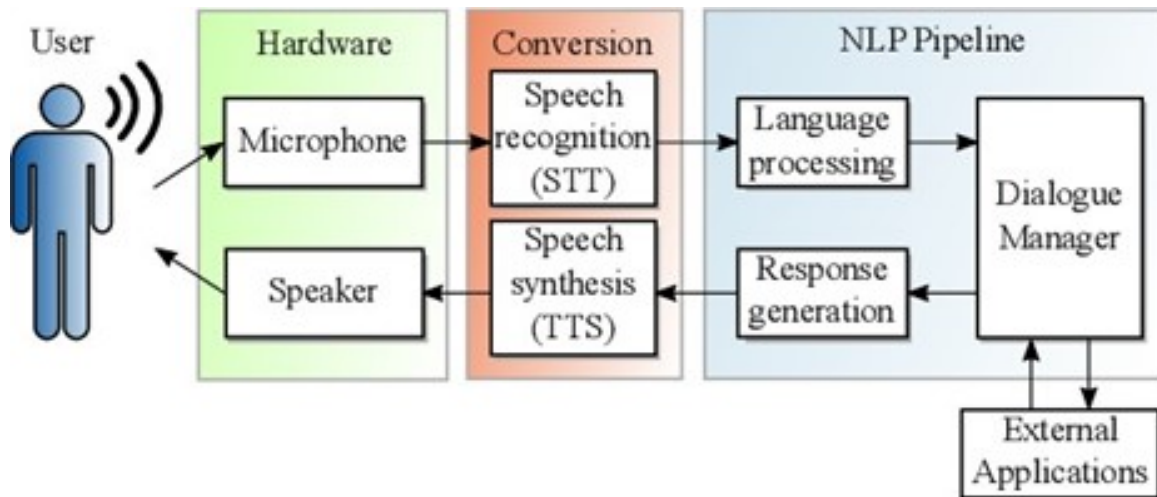 User
Hardware
Conversion
NLP Pipeline
Microphone
Speech
recognition
(STT)
Language
processing
Dialogue
Manager
Speaker
Speech
synthesis
(TTS)
Response
generation
External
Applications